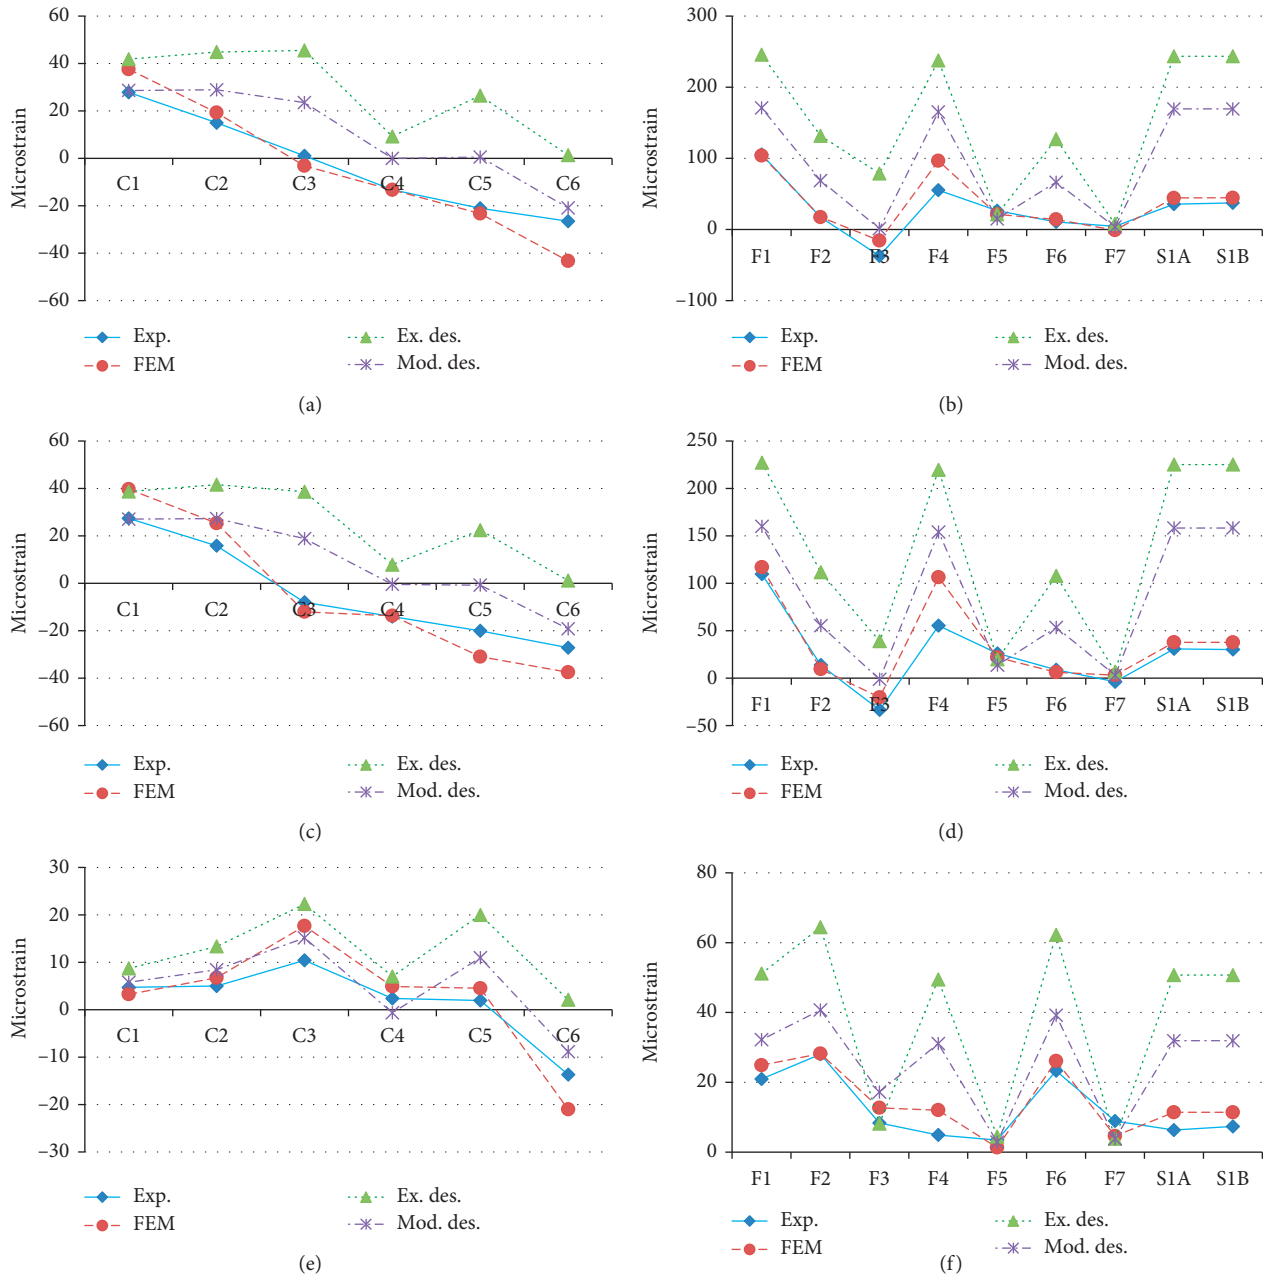 60
40
20
0
–20
–40
–60
Microstrain
C1 C2 C3 C4 C5 C6
Exp.
FEM
Ex. des.
Mod. des.
(a)
300
200
100
0
–100
Microstrain
F1 F2 F3 F4 F5 F6 F7 S1A S1B
Exp.
FEM
Ex. des.
Mod. des.
(b)
60
40
20
0
–20
–40
–60
Microstrain
C1 C2 C3 C4 C5 C6
Exp.
FEM
Ex. des.
Mod. des.
(c)
250
200
150
100
50
0
–50
Microstrain
F1 F2 F3 F4 F5 F6 F7 S1A S1B
Exp.
FEM
Ex. des.
Mod. des.
(d)
30
20
10
0
–10
–20
–30
Microstrain
C1 C2 C3 C4 C5 C6
Exp.
FEM
Ex. des.
Mod. des.
(e)
80
60
40
20
0
Microstrain
F1 F2 F3 F4 F5 F6 F7 S1A S1B
Exp.
FEM
Ex. des.
Mod. des.
(f)